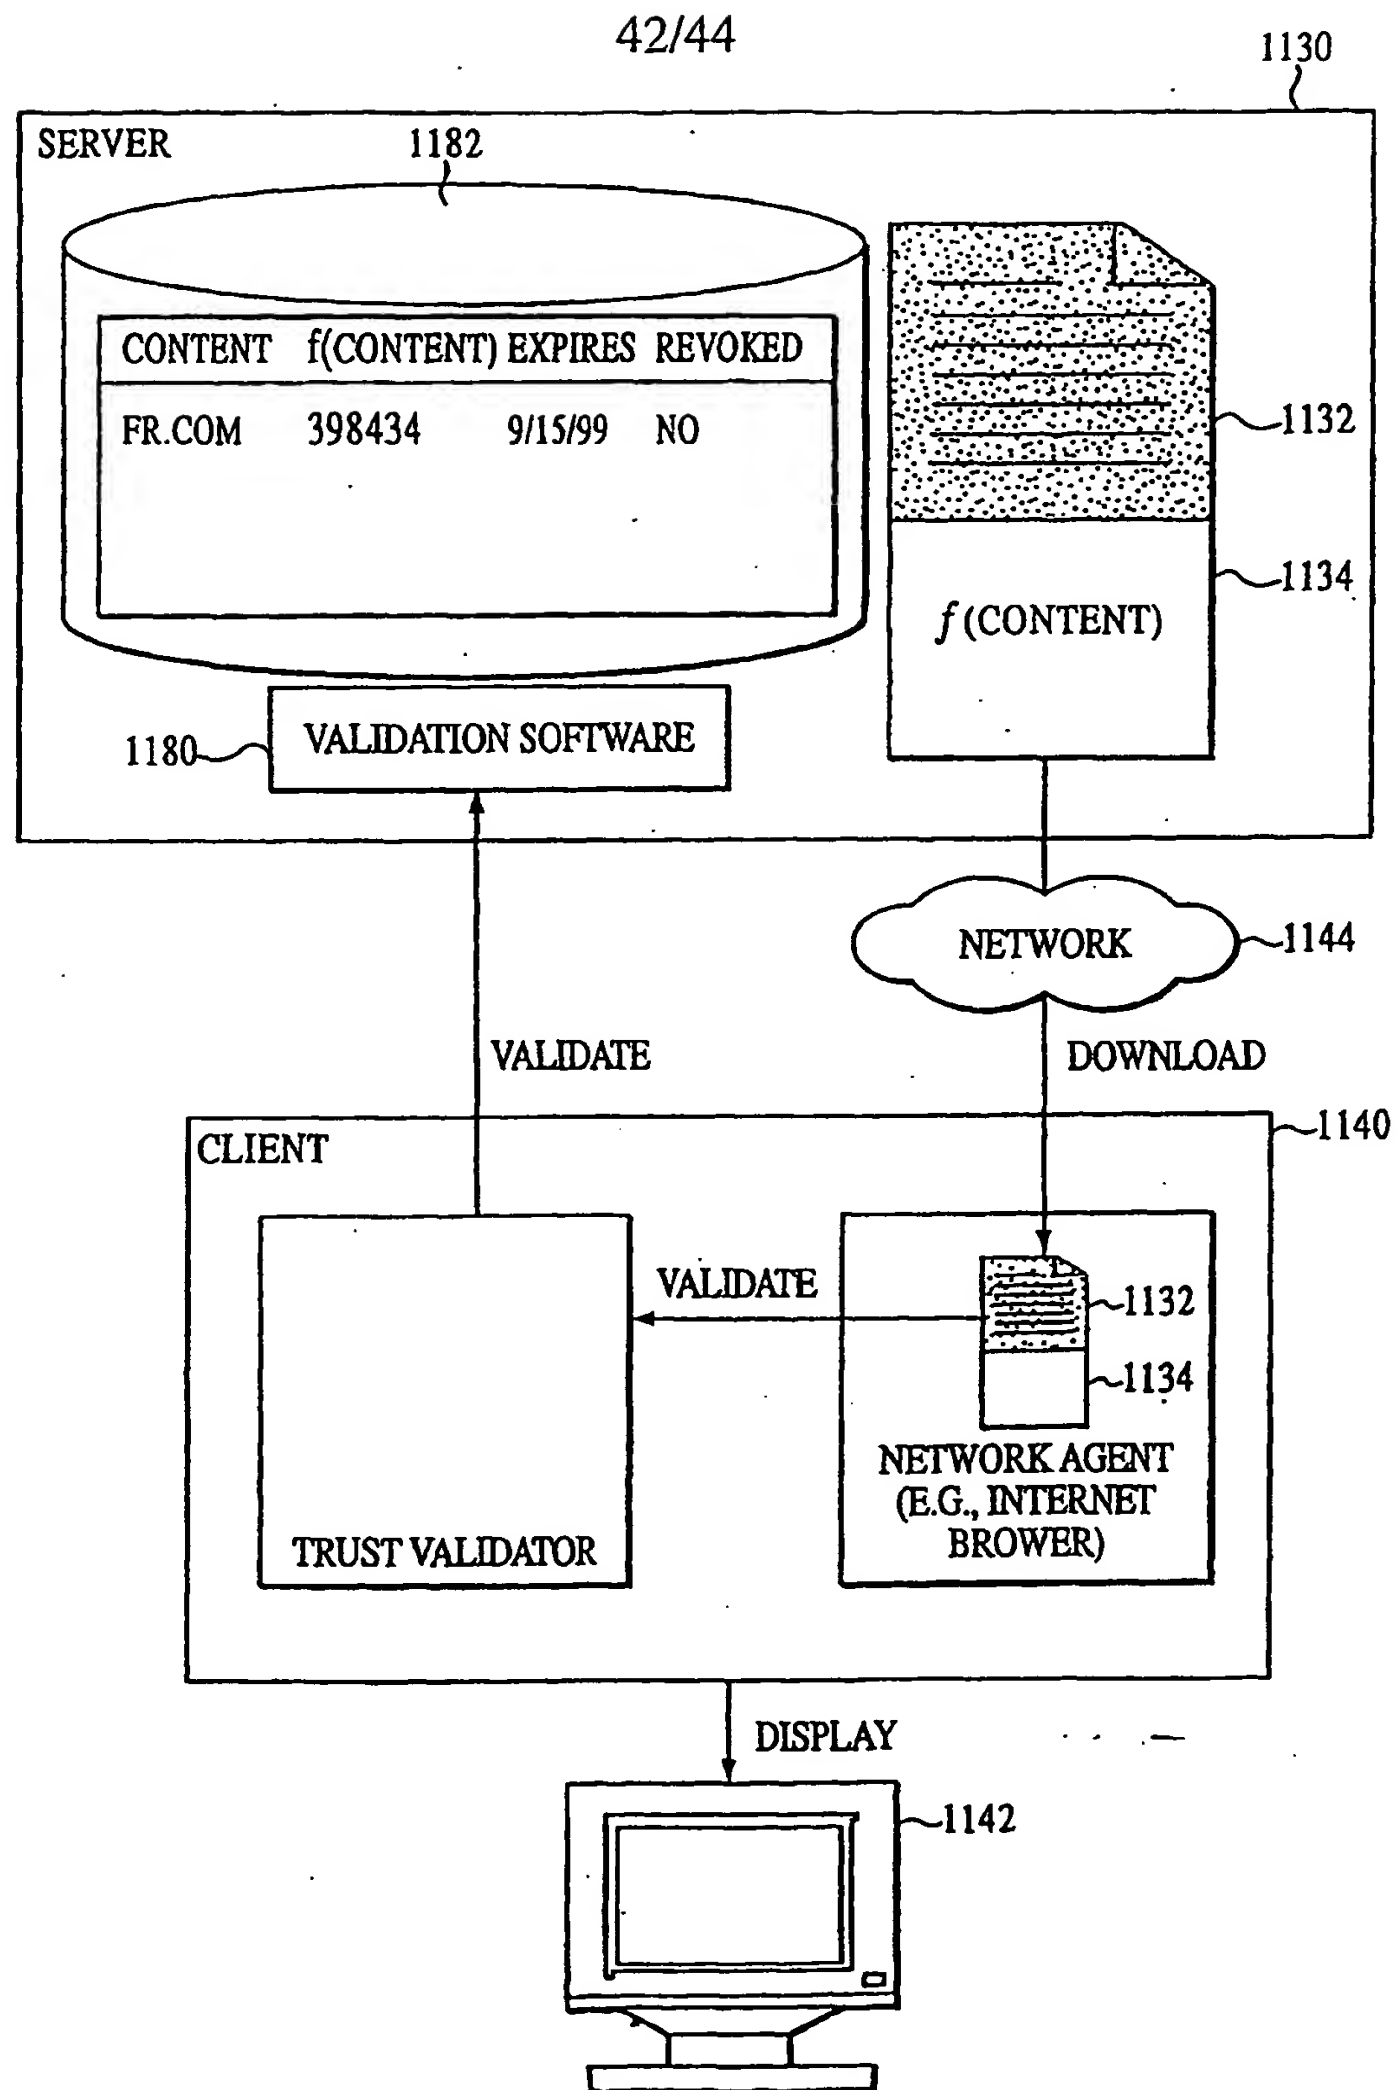 42/44
1130
SERVER
1182
CONTENT f(CONTENT) EXPIRES REVOKED
FR.COM 398434 9/15/99 NO
1132
1134
f (CONTENT)
1180
VALIDATION SOFTWARE
NETWORK
1144
VALIDATE
DOWNLOAD
1140
CLIENT
VALIDATE
1132
1134
NETWORK AGENT
(E.G., INTERNET
BROWER)
TRUST VALIDATOR
DISPLAY
1142